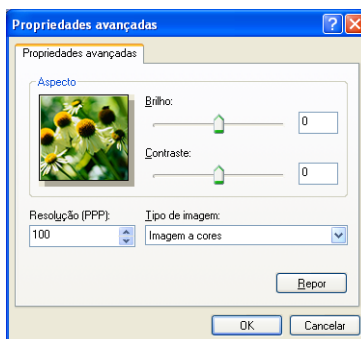 Propriedades avançadas
Propriedades avançadas
Aspecto
Brilho:
0
Contraste:
0
Resolução (PPP):
Tipo de imagem:
100
Imagem a cores
Repor
OK
Cancelar